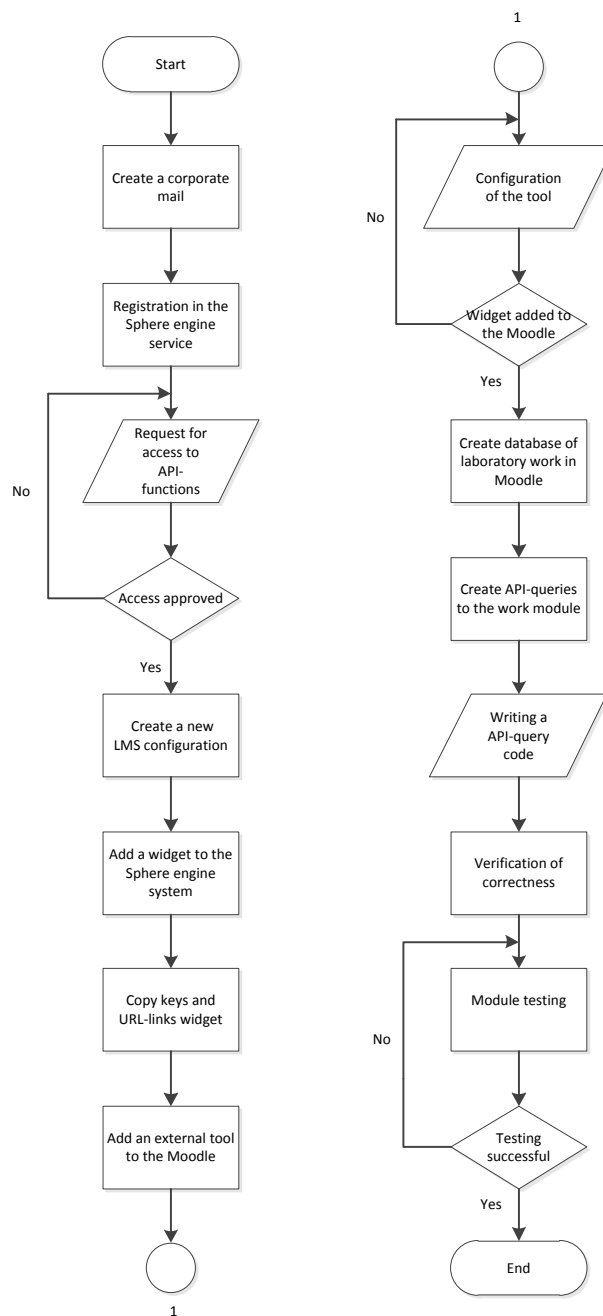 Start
Create a corporate
mail
Registration in the
Sphere engine
service
Request for
access to
API-
functions
No
Access approved
Yes
Create a new
LMS configuration
Add a widget to the
Sphere engine
system
Copy keys and
URL-links widget
Add an external tool
to the Moodle
1
1
Configuration
of the tool
No
Widget added to
the Moodle
Yes
Create database of
laboratory work in
Moodle
Create API-queries
to the work module
Writing a
API-query
code
Verification of
correctness
Module testing
No
Testing
successful
Yes
End